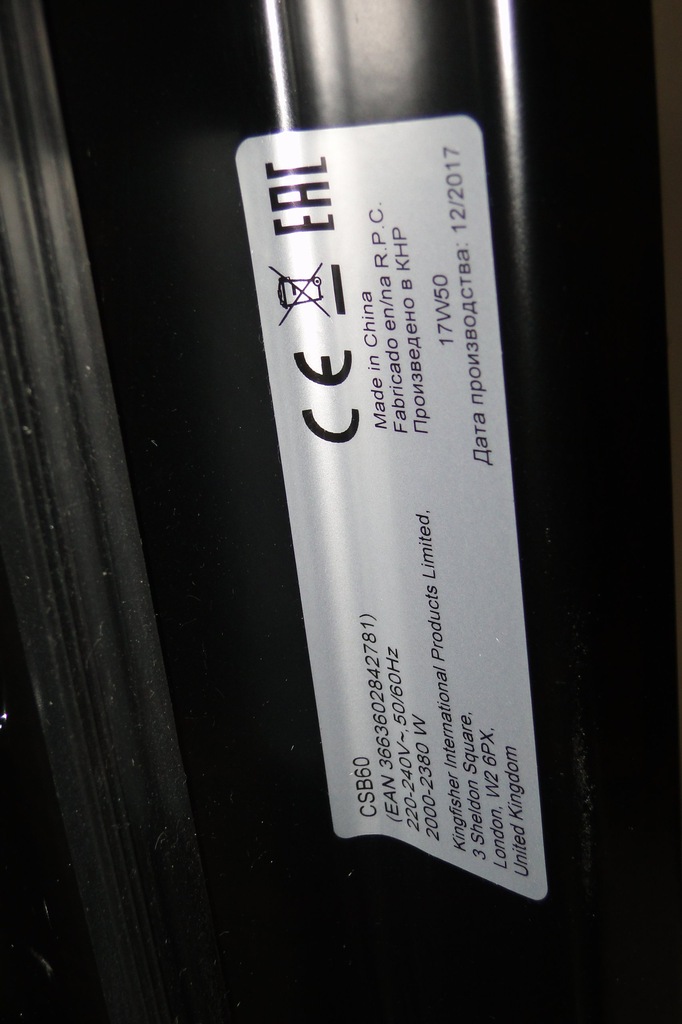 CSB60
(EAN 3663602842781)
220-240V~, 50/60Hz
2000-2380 W
Kingfisher International Products Limited,
3 Sheldon Square,
London, W2 6PX,
United Kingdom
CE
EAC
Made in China
Fabricado en/na R.P.C.
Произведено в КНР
17W50
Дата производства: 12/2017